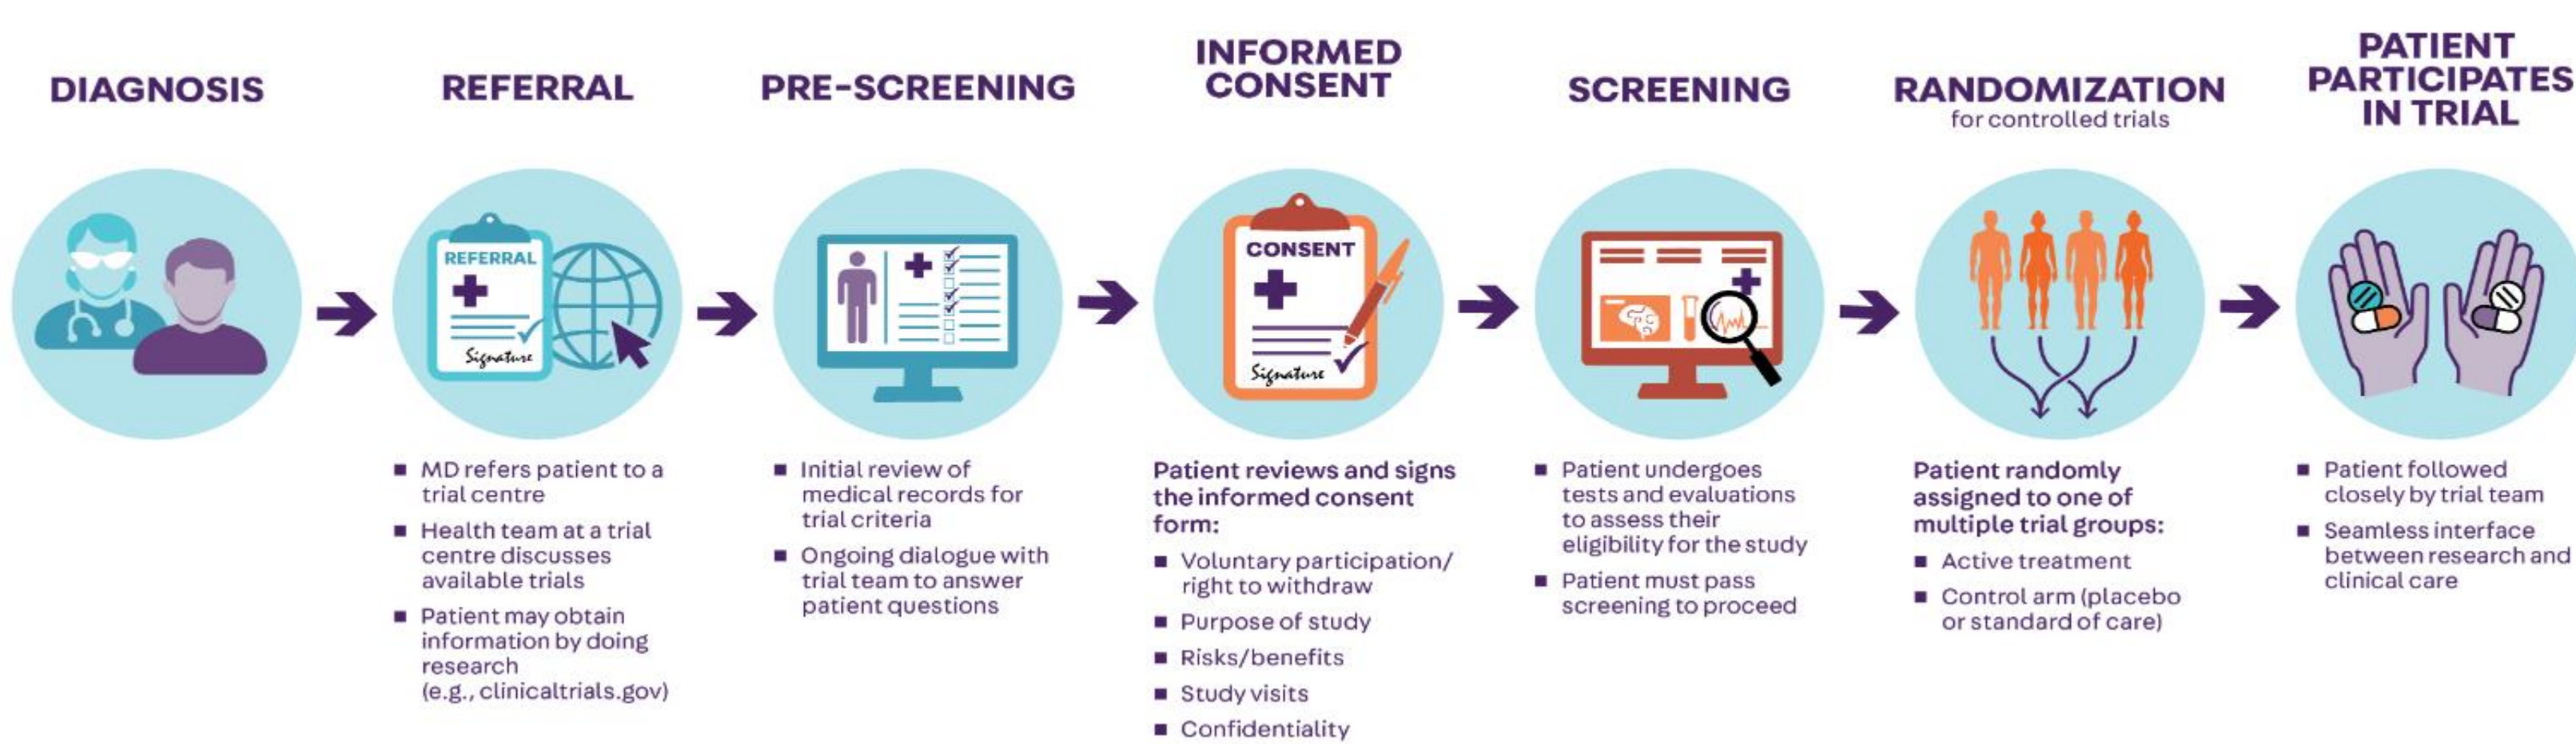 DIAGNOSIS
REFERRAL
REFERRAL
Signature
■ MD refers patient to a
trial centre
■ Health team at a trial
centre discusses
available trials
■ Patient may obtain
information by doing
research
(e.g., clinicaltrials.gov)
PRE-SCREENING
■ Initial review of
medical records for
trial criteria
■ Ongoing dialogue with
trial team to answer
patient questions
INFORMED
CONSENT
CONSENT
Signature
Patient reviews and signs
the informed consent
form:
■ Voluntary participation/
right to withdraw
■ Purpose of study
■ Risks/benefits
■ Study visits
■ Confidentiality
SCREENING
■ Patient undergoes
tests and evaluations
to assess their
eligibility for the study
■ Patient must pass
screening to proceed
RANDOMIZATION
for controlled trials
Patient randomly
assigned to one of
multiple trial groups:
■ Active treatment
■ Control arm (placebo
or standard of care)
PATIENT
PARTICIPATES
IN TRIAL
■ Patient followed
closely by trial team
■ Seamless interface
between research and
clinical care